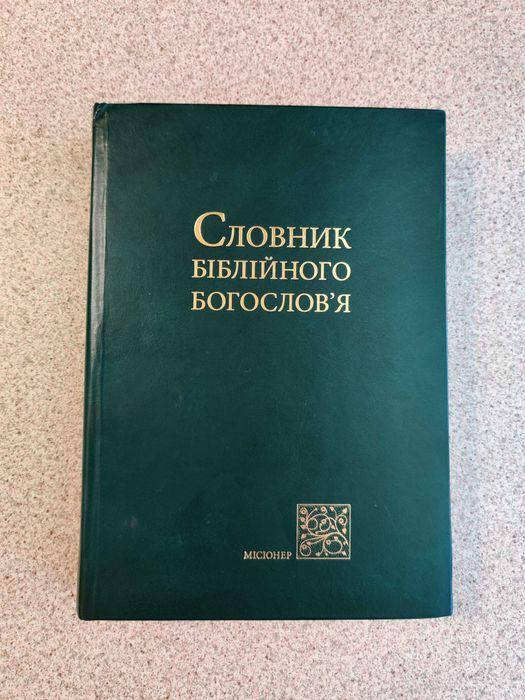 Словник
біблійного
богослов'я
місіонер